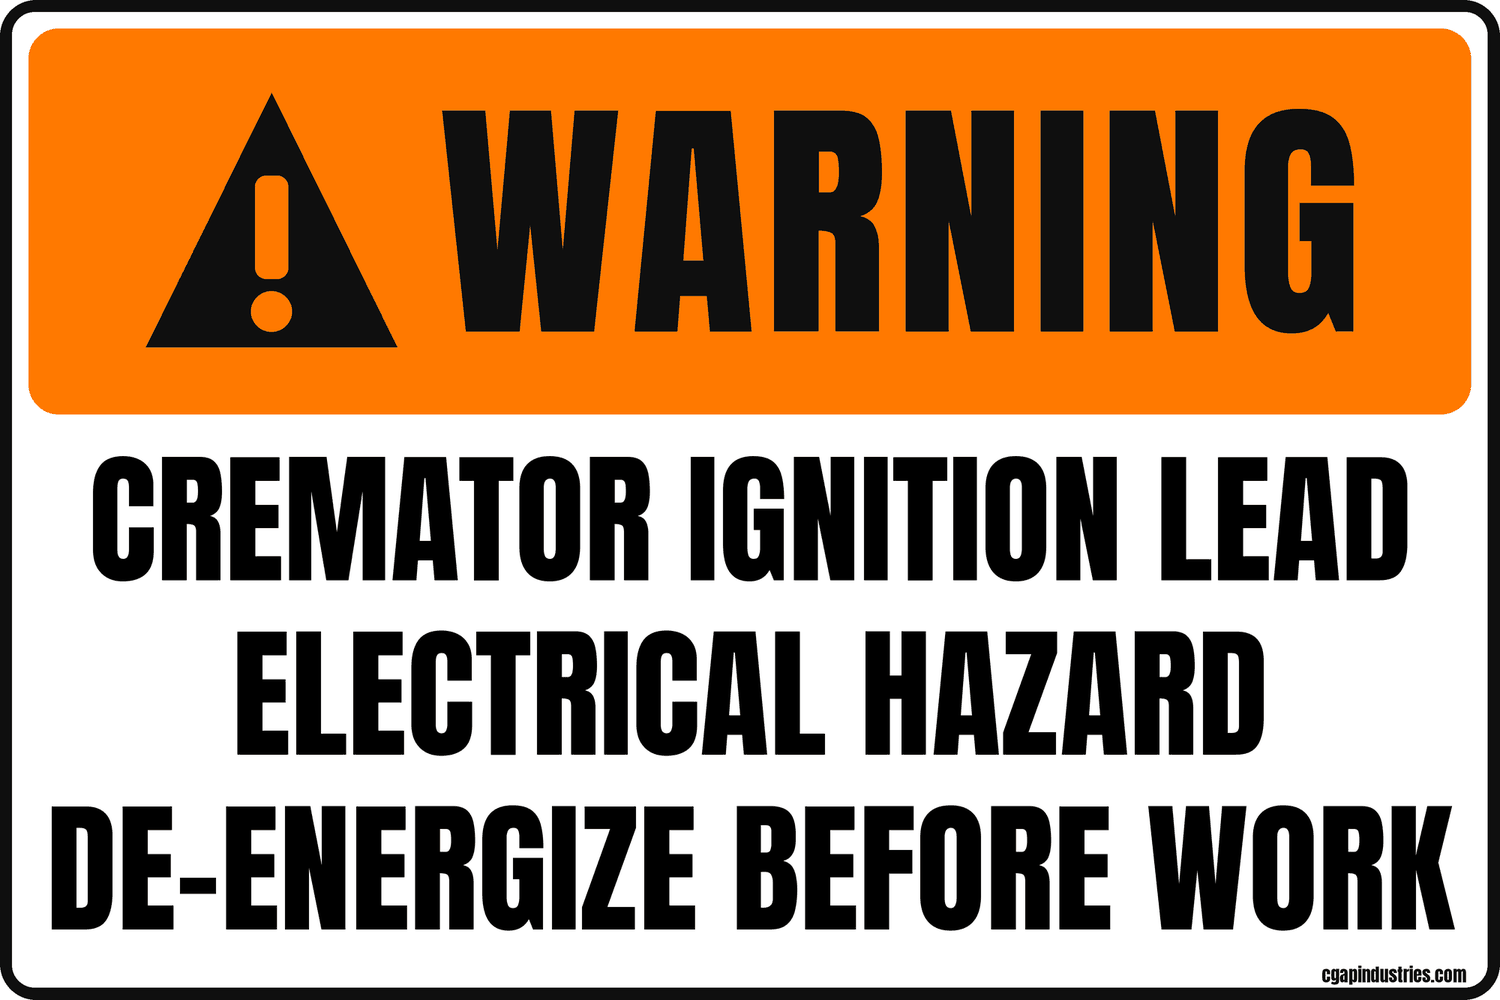 WARNING
CREMATOR IGNITION LEAD
ELECTRICAL HAZARD
DE-ENERGIZE BEFORE WORK
cgapindustries.com